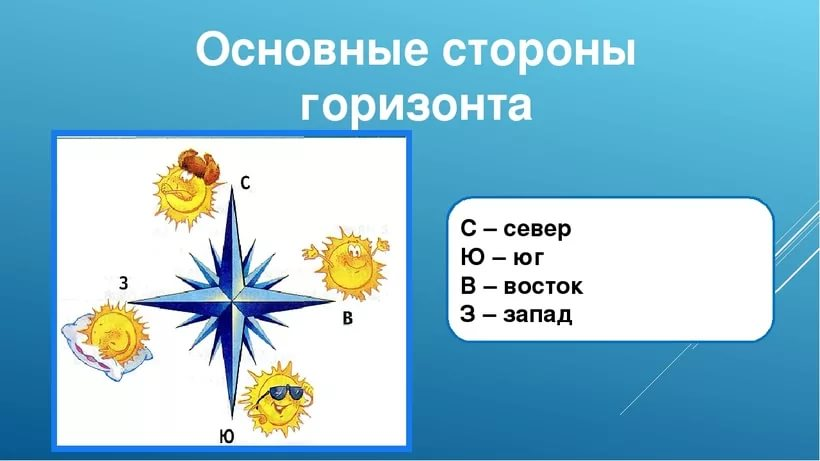 Основные стороны
горизонта
С
З
В
Ю
С – север
Ю – юг
В – восток
З – запад